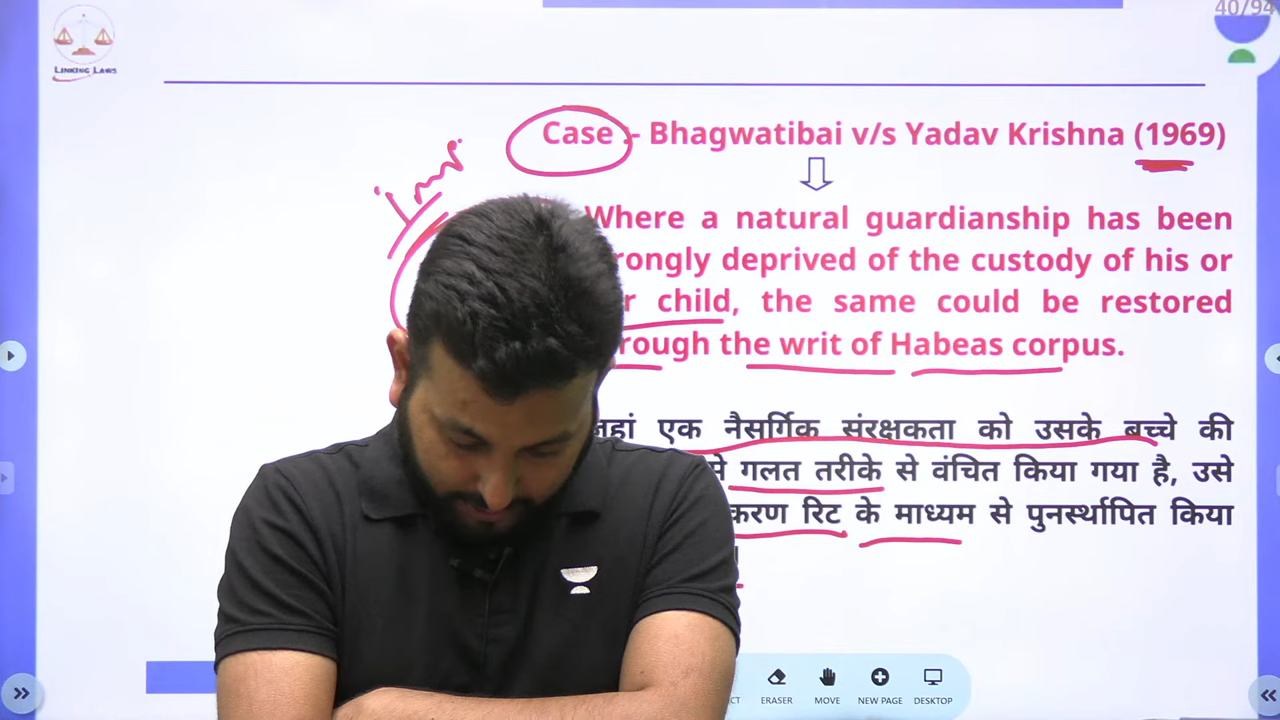 40/94
LINKING LAWS
Case :- Bhagwatibai v/s Yadav Krishna (1969)
Imp.
Where a natural guardianship has been
rongly deprived of the custody of his or
r child, the same could be restored
rough the writ of Habeas corpus.
जहां एक नैसर्गिक संरक्षकता को उसके बच्चे की
से गलत तरीके से वंचित किया गया है, उसे
करण रिट के माध्यम से पुनर्स्थापित किया
CT ERASER MOVE NEW PAGE DESKTOP